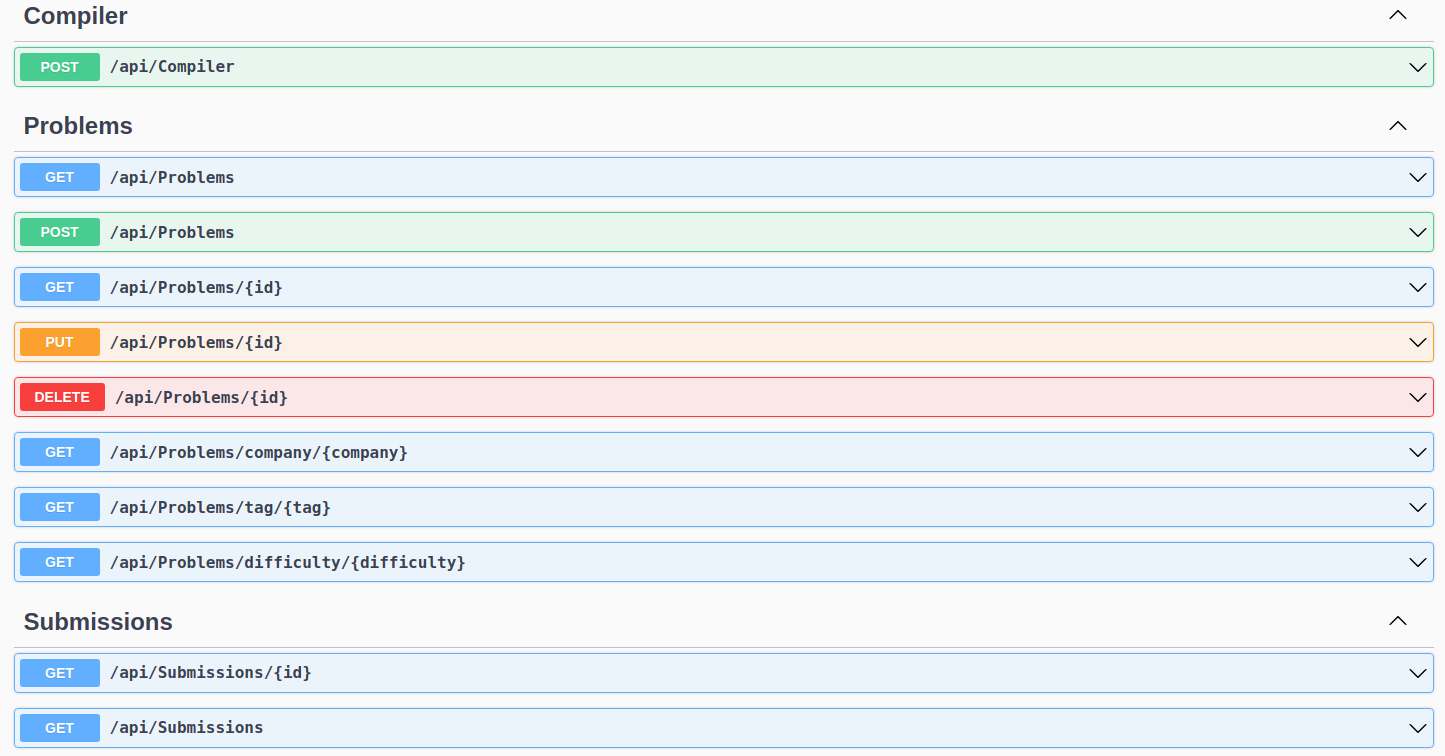 Compiler
POST /api/Compiler
Problems
GET /api/Problems
POST /api/Problems
GET /api/Problems/{id}
PUT /api/Problems/{id}
DELETE /api/Problems/{id}
GET /api/Problems/company/{company}
GET /api/Problems/tag/{tag}
GET /api/Problems/difficulty/{difficulty}
Submissions
GET /api/Submissions/{id}
GET /api/Submissions